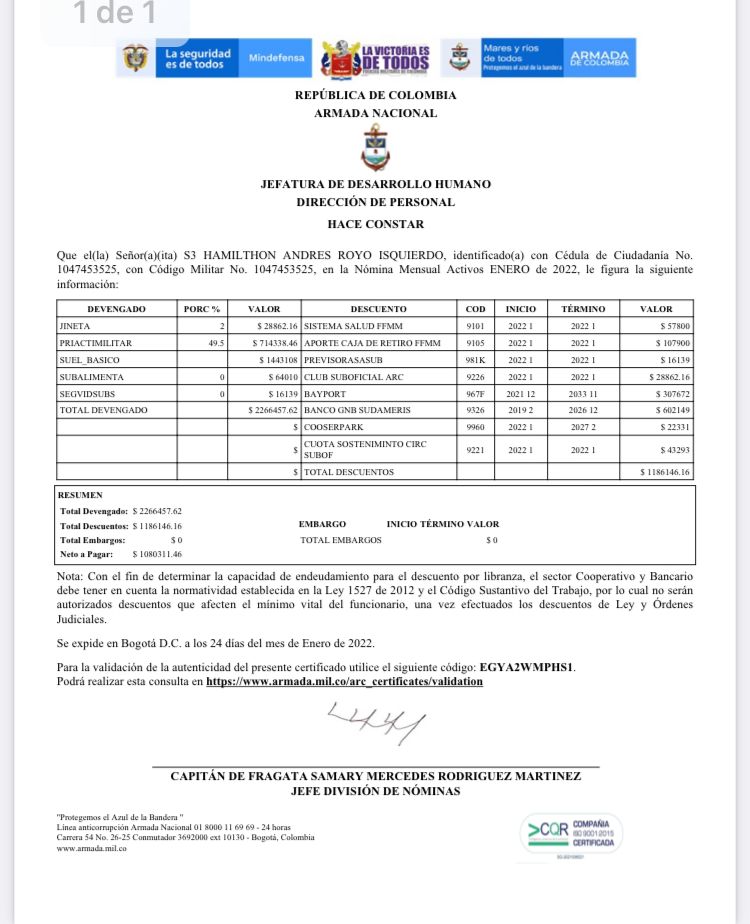 1 de 1
La seguridad
es de todos
Mindefensa
LA VICTORIA ES
DE TODOS
Mares y ríos
de todos
Protegemos el azul de la bandera
ARMADA
DE COLOMBIA
REPÚBLICA DE COLOMBIA
ARMADA NACIONAL
JEFATURA DE DESARROLLO HUMANO
DIRECCIÓN DE PERSONAL
HACE CONSTAR
Que el(la) Señor(a)(ita) S3 HAMILTHON ANDRES ROYO ISQUIERDO, identificado(a) con Cédula de Ciudadanía No.
1047453525, con Código Militar No. 1047453525, en la Nómina Mensual Activos ENERO de 2022, le figura la siguiente
información:
DEVENGADO PORC % VALOR DESCUENTO COD INICIO TÉRMINO VALOR
JINETA 2 $ 28862.16 SISTEMA SALUD FFMM 9101 2022 1 2022 1 $ 57800
PRIACTIMILITAR 49.5 $ 714338.46 APORTE CAJA DE RETIRO FFMM 9105 2022 1 2022 1 $ 107900
SUEL_BASICO $ 1443108 PREVISORASASUB 981K 2022 1 2022 1 $ 16139
SUBALIMENTA 0 $ 64010 CLUB SUBOFICIAL ARC 9226 2022 1 2022 1 $ 28862.16
SEGVIDSUBS 0 $ 16139 BAYPORT 967F 2021 12 2033 11 $ 307672
TOTAL DEVENGADO $ 2266457.62 BANCO GNB SUDAMERIS 9326 2019 2 2026 12 $ 602149
$ COOSERPARK 9960 2022 1 2027 2 $ 22331
$ CUOTA SOSTENIMINTO CIRC
SUBOF 9221 2022 1 2022 1 $ 43293
$ TOTAL DESCUENTOS $ 1186146.16
RESUMEN
Total Devengado: $ 2266457.62
Total Descuentos: $ 1186146.16 EMBARGO INICIO TÉRMINO VALOR
Total Embargos: $ 0 TOTAL EMBARGOS $ 0
Neto a Pagar: $ 1080311.46
Nota: Con el fin de determinar la capacidad de endeudamiento para el descuento por libranza, el sector Cooperativo y Bancario
debe tener en cuenta la normatividad establecida en la Ley 1527 de 2012 y el Código Sustantivo del Trabajo, por lo cual no serán
autorizados descuentos que afecten el mínimo vital del funcionario, una vez efectuados los descuentos de Ley y Órdenes
Judiciales.
Se expide en Bogotá D.C. a los 24 días del mes de Enero de 2022.
Para la validación de la autenticidad del presente certificado utilice el siguiente código: EGYA2WMPHS1.
Podrá realizar esta consulta en https://www.armada.mil.co/arc_certificates/validation
CAPITÁN DE FRAGATA SAMARY MERCEDES RODRIGUEZ MARTINEZ
JEFE DIVISIÓN DE NÓMINAS
"Protegemos el Azul de la Bandera "
Línea anticorrupción Armada Nacional 01 8000 11 69 69 - 24 horas
Carrera 54 No. 26-25 Conmutador 3692000 ext 10130 - Bogotá, Colombia
www.armada.mil.co
CQR COMPAÑIA
ISO 9001:2015
CERTIFICADA